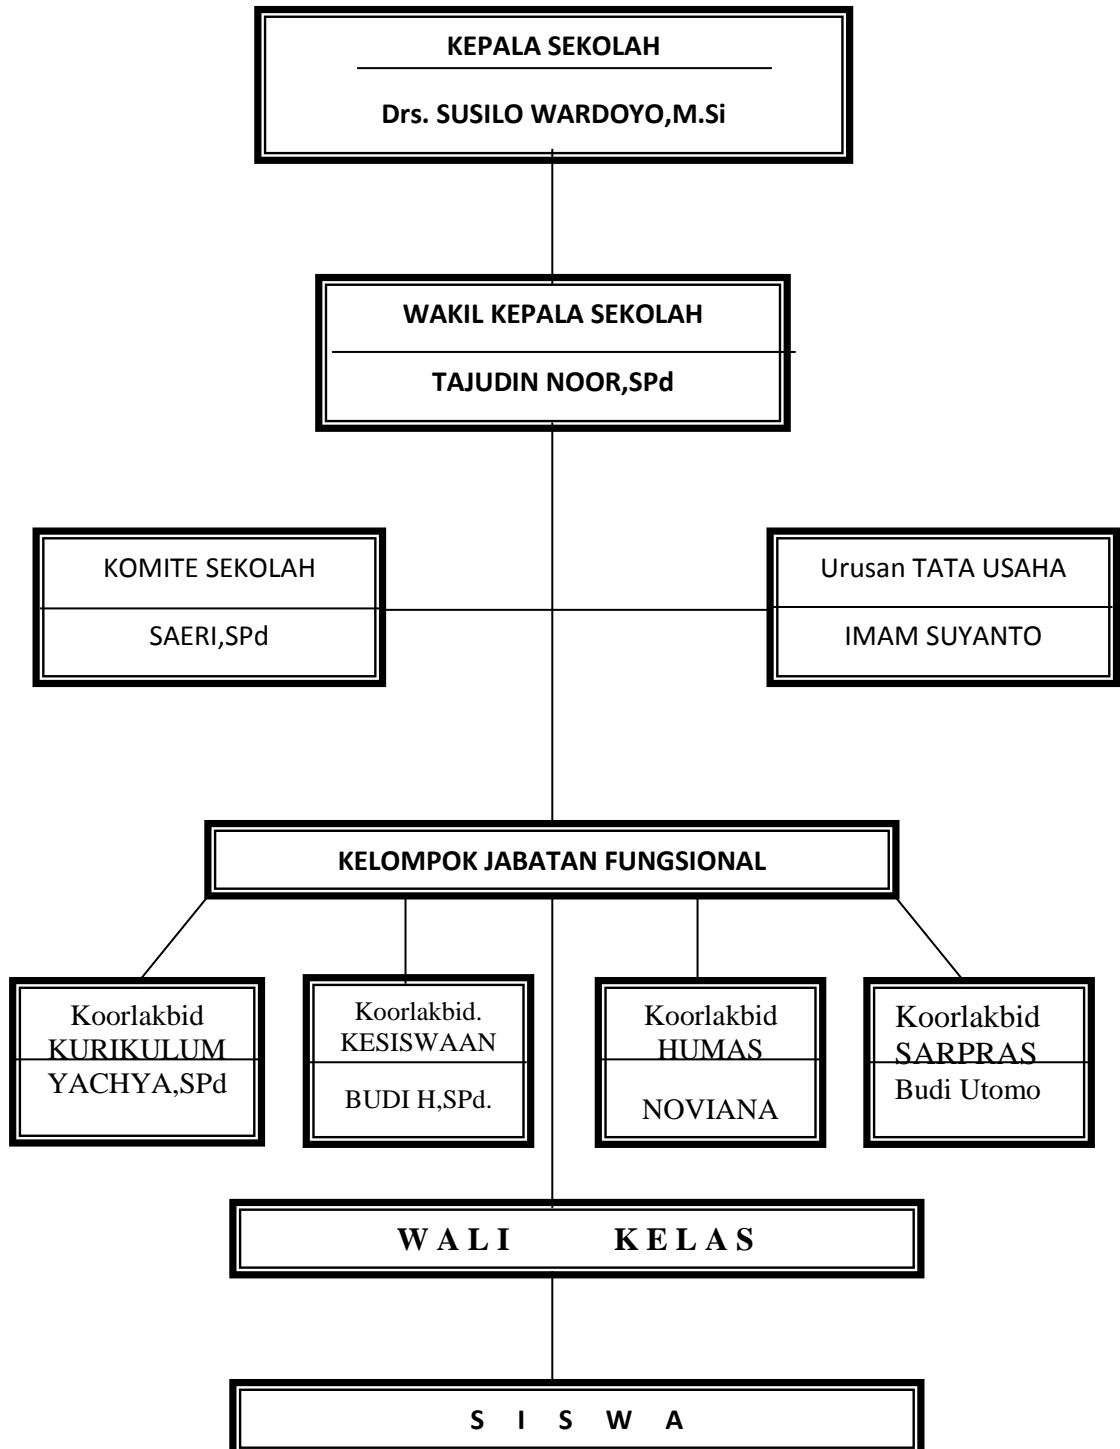 KEPALA SEKOLAH
Drs. SUSILO WARDOYO,M.Si
WAKIL KEPALA SEKOLAH
TAJUDIN NOOR,SPd
KOMITE SEKOLAH
SAERI,SPd
Urusan TATA USAHA
IMAM SUYANTO
KELOMPOK JABATAN FUNGSIONAL
Koorlakbid
KURIKULUM
YACHYA,SPd
Koorlakbid.
KESISWAAN
BUDI H,SPd.
Koorlakbid
HUMAS
NOVIANA
Koorlakbid
SARPRAS
Budi Utomo
W A L I K E L A S
S I S W A